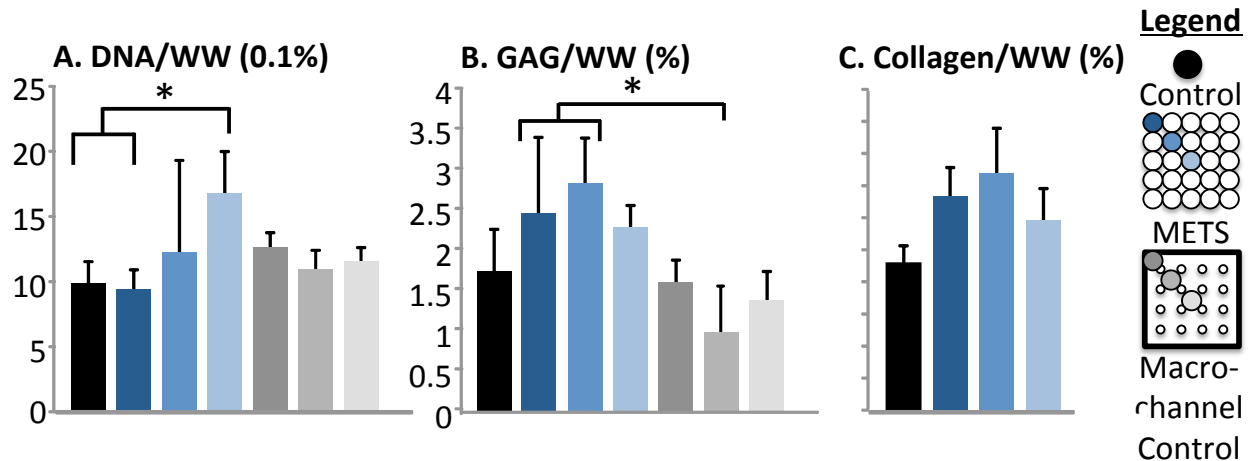 A. DNA/WW (0.1%)
25
20
15
10
5
0
*
B. GAG/WW (%)
4
3.5
3
2.5
2
1.5
1
0.5
0
*
C. Collagen/WW (%)
Legend
Control
METS
Macro-
channel
Control